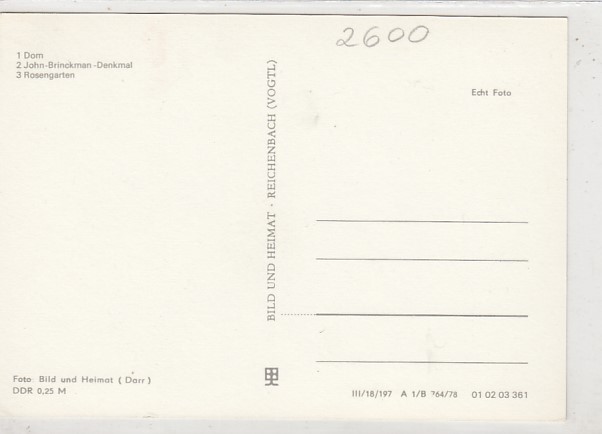 2600
1 Dom
2 John-Brinckman-Denkmal
3 Rosengarten
Echt Foto
BILD UND HEIMAT · REICHENBACH (VOGTL)
Foto: Bild und Heimat (Darr)
DDR 0,25 M
III/18/197 A 1/B 764/78 01 02 03 361